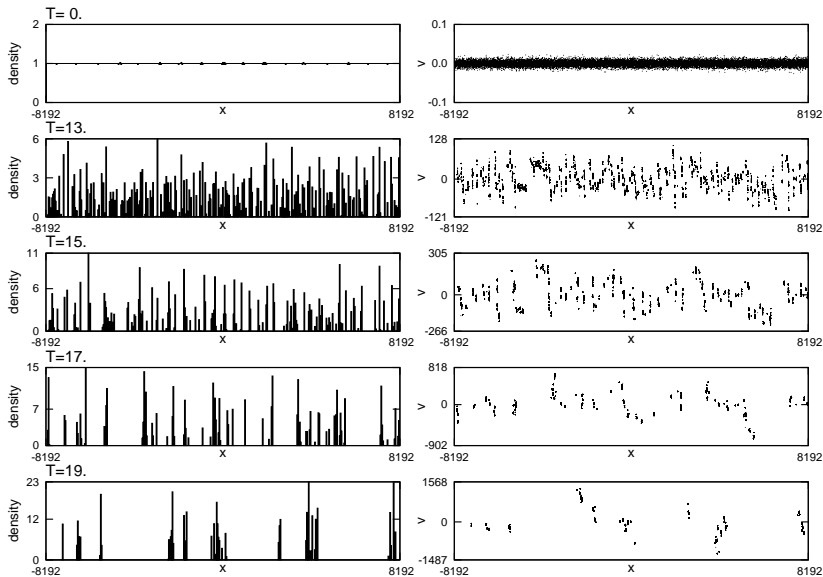 T= 0.
2
1
0
density
-8192
x
8192
0.1
0.0
-0.1
v
-8192
x
8192
T=13.
6
3
0
density
-8192
x
8192
128
0
-121
v
-8192
x
8192
T=15.
11
6
0
density
-8192
x
8192
305
0
-266
v
-8192
x
8192
T=17.
15
7
0
density
-8192
x
8192
818
0
-902
v
-8192
x
8192
T=19.
23
12
0
density
-8192
x
8192
1568
0
-1487
v
-8192
x
8192